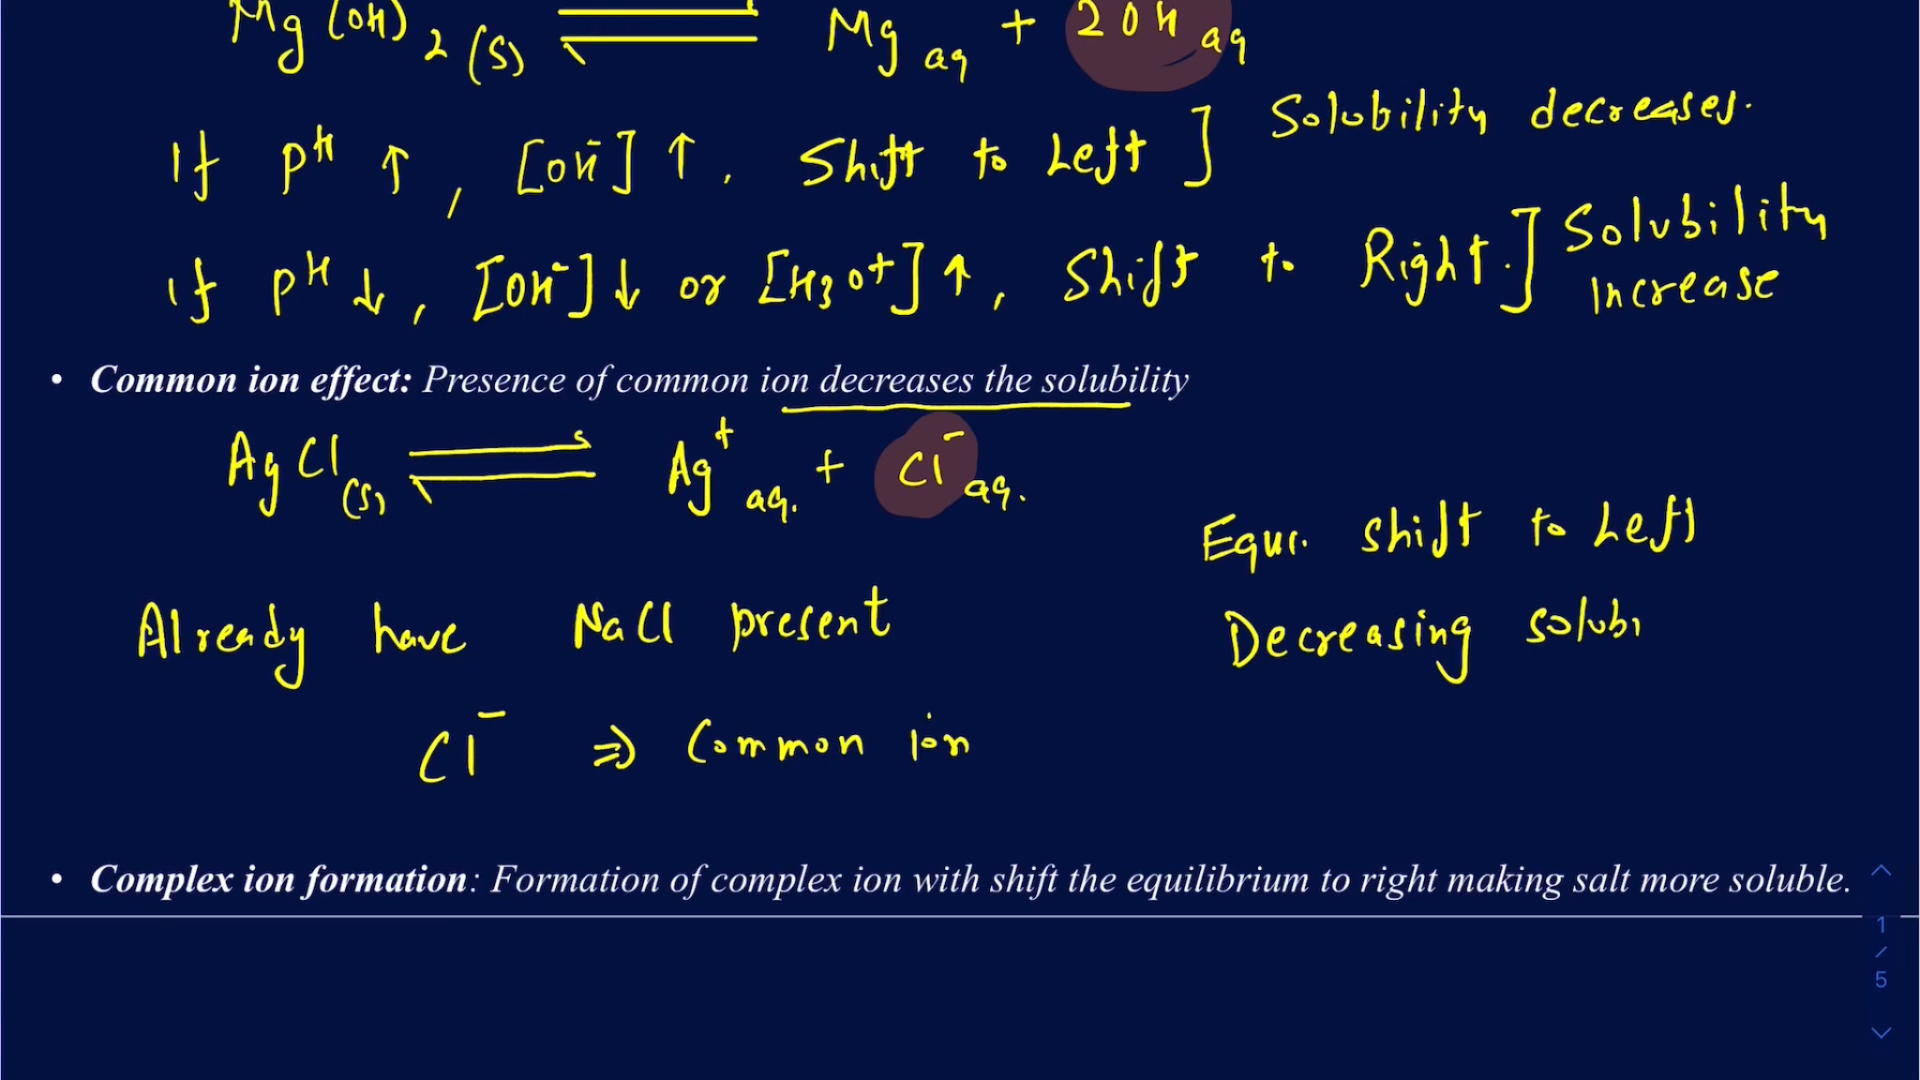 Mg(OH)2(s) ⇌ Mg aq + 2OH aq
Solubility decreases.
If pH ↑, [OH⁻] ↑. Shift to Left ]
If pH ↓, [OH⁻] ↓ or [H3O+] ↑, Shift to Right.] Solubility
Increase
• Common ion effect: Presence of common ion decreases the solubility
AgCl(s) ⇌ Ag⁺ aq. + Cl⁻ aq.
Equi. shift to Left
Already have NaCl present
Decreasing solubi
Cl⁻ ⇒ Common ion
• Complex ion formation: Formation of complex ion with shift the equilibrium to right making salt more soluble.
1
/
5